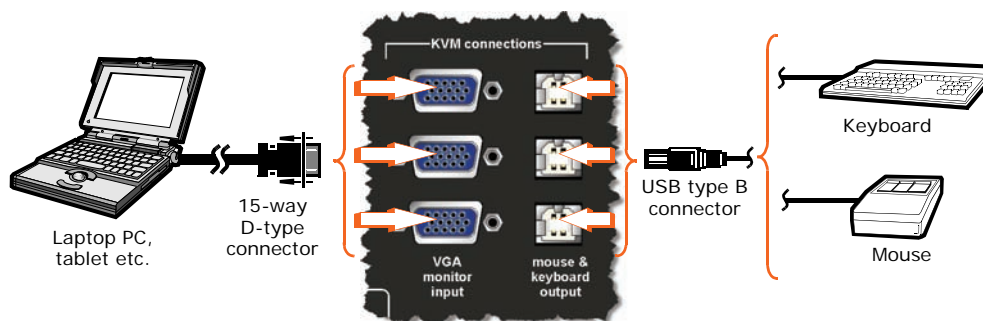 KVM connections
Laptop PC,
tablet etc.
15-way
D-type
connector
VGA
monitor
input
mouse &
keyboard
output
USB type B
connector
Keyboard
Mouse